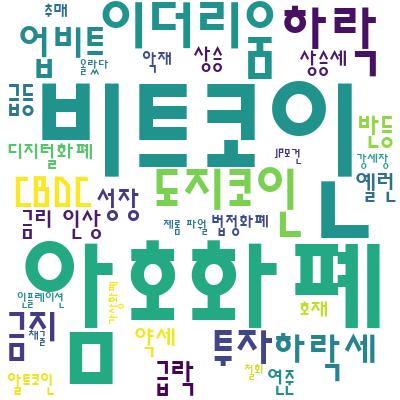 추매
이더리움
하락
업비트
올랐다
악재
상승
상승세
급등
비트코인
반등
디지털화폐
JP모건
강세장
CBDC
성장
도지코인
옐런
금리 인상
제롬 파월
법정화폐
암호화폐
인플레이션
가상화폐
호재
금지
채굴
약세
투자
하락세
급락
철회
연준
알트코인